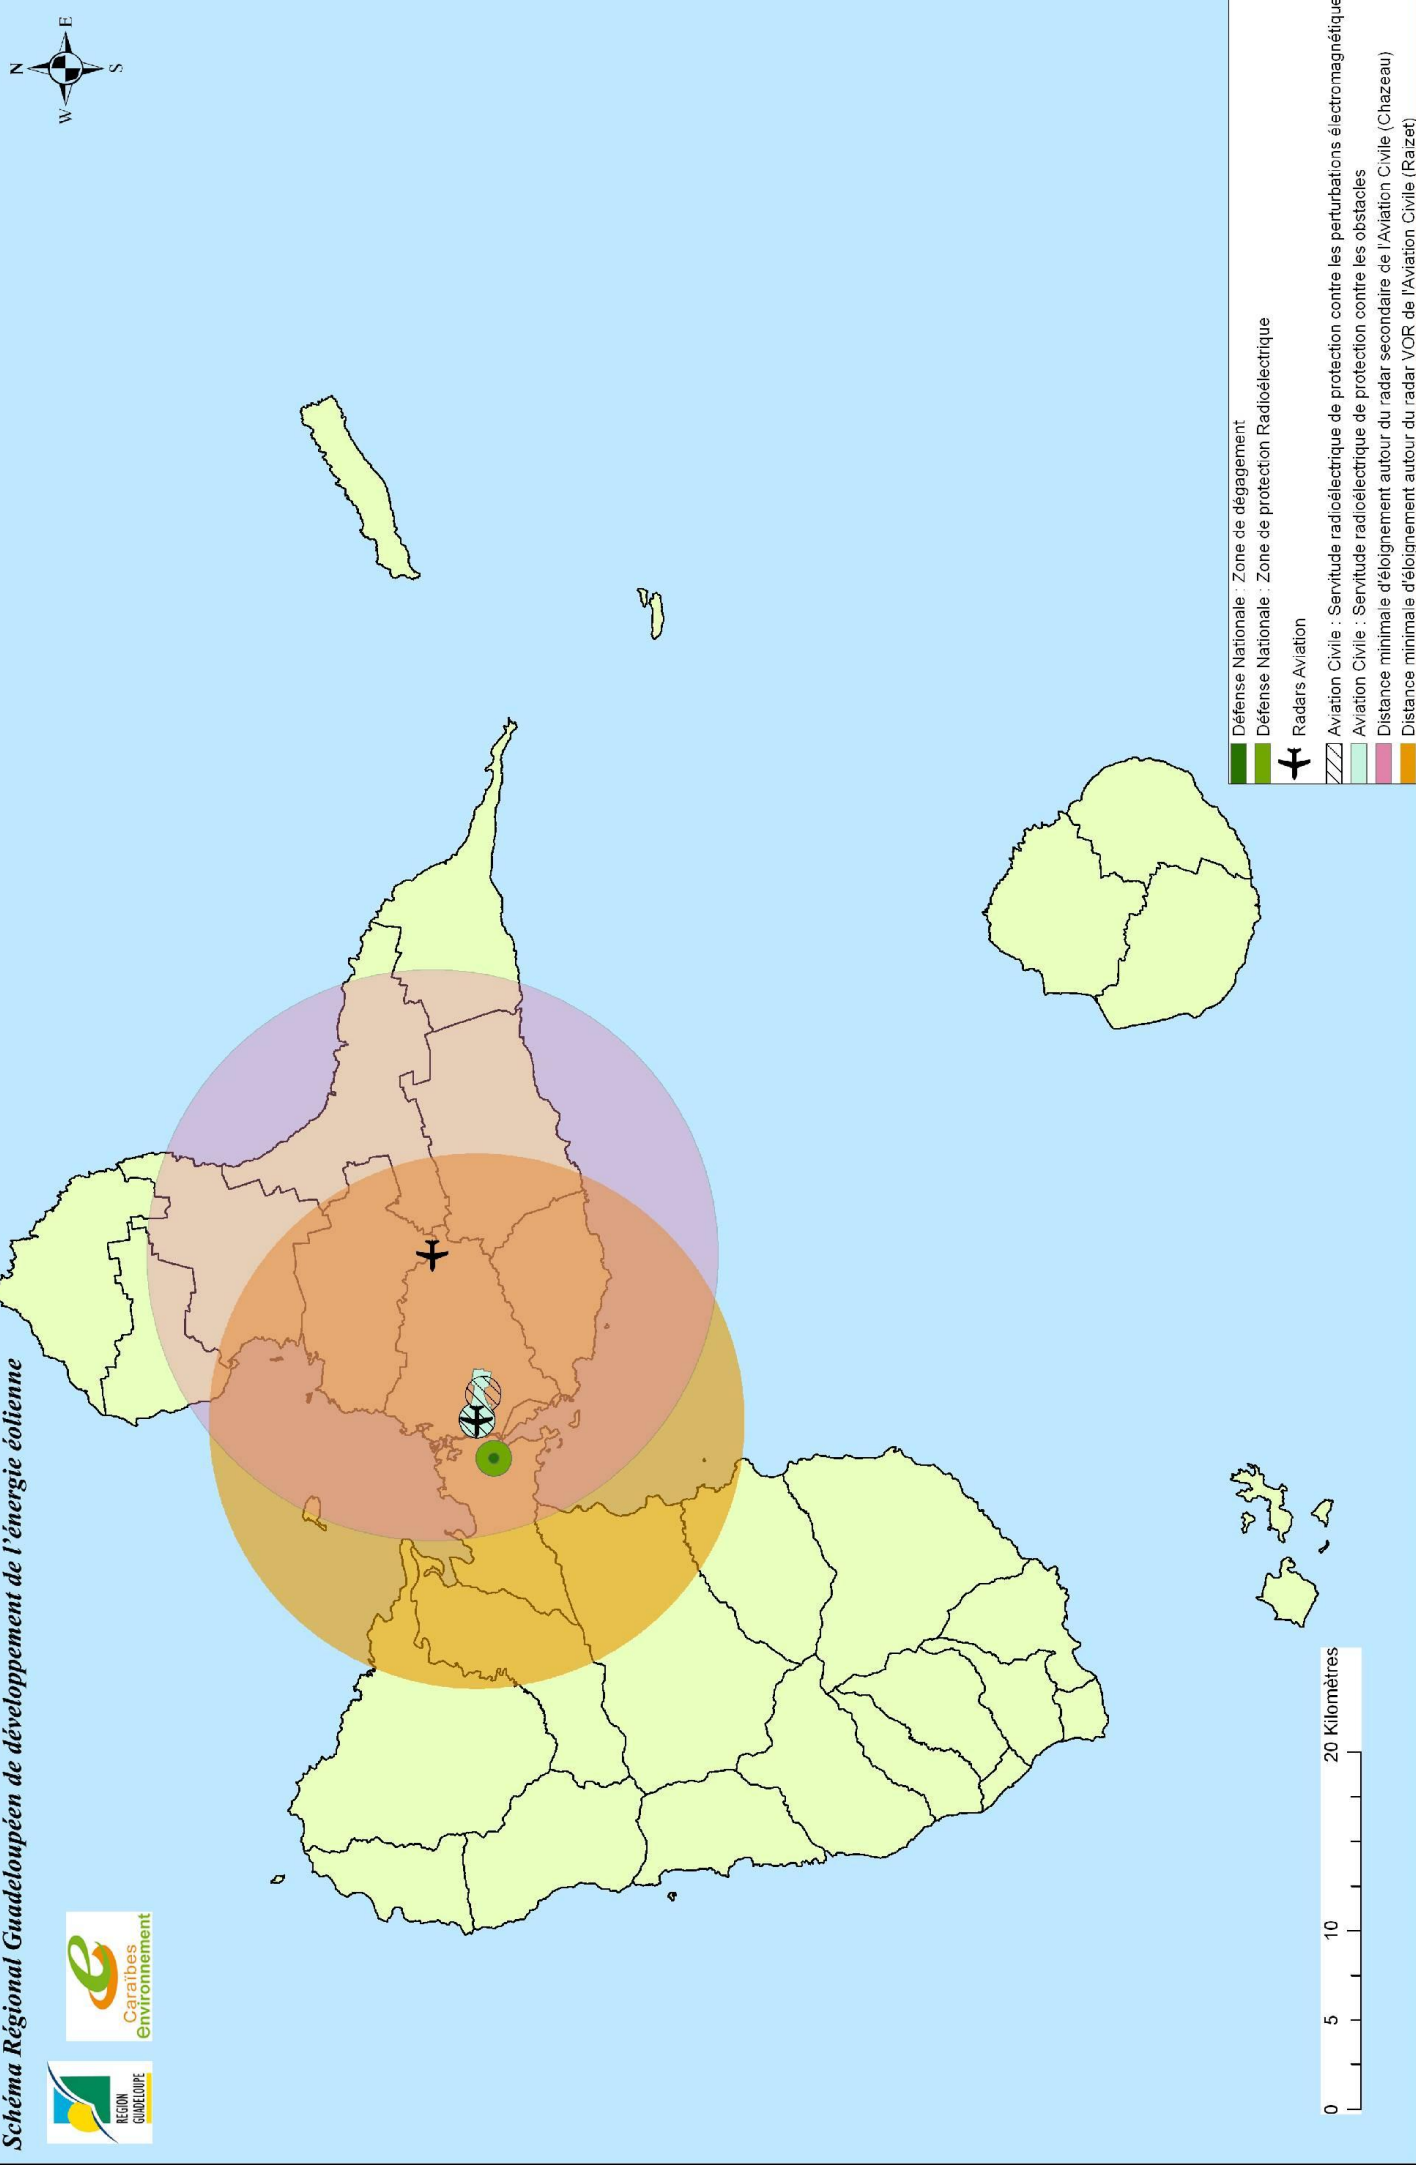 Schéma Régional Guadeloupéen de développement de l'énergie éolienne
REGION
GUADELOUPE
Caraïbes
environnement
N
W
E
S
Défense Nationale : Zone de dégagement
Défense Nationale : Zone de protection Radioélectrique
Radars Aviation
Aviation Civile : Servitude radioélectrique de protection contre les perturbations électromagnétique
Aviation Civile : Servitude radioélectrique de protection contre les obstacles
Distance minimale d'éloignement autour du radar secondaire de l'Aviation Civile (Chazeau)
Distance minimale d'éloignement autour du radar VOR de l'Aviation Civile (Raizet)
0 5 10 20 Kilomètres